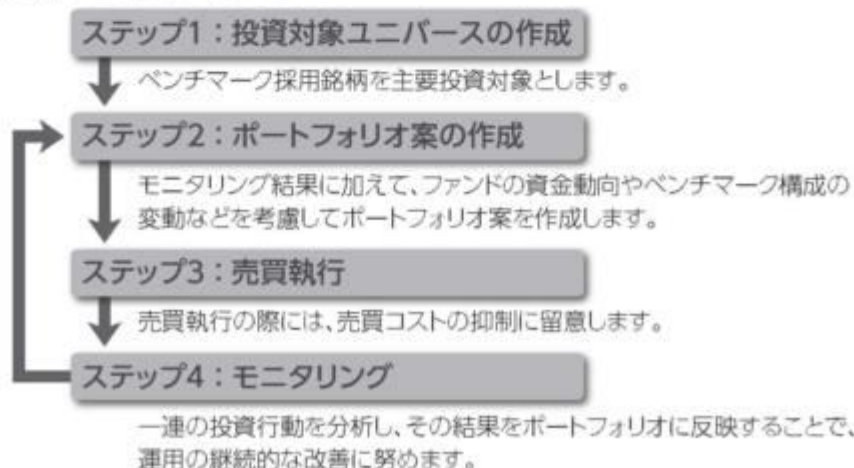 ステップ1：投資対象ユニバースの作成
ベンチマーク採用銘柄を主要投資対象とします。
ステップ2：ポートフォリオ案の作成
モニタリング結果に加えて、ファンドの資金動向やベンチマーク構成の
変動などを考慮してポートフォリオ案を作成します。
ステップ3：売買執行
売買執行の際には、売買コストの抑制に留意します。
ステップ4：モニタリング
一連の投資行動を分析し、その結果をポートフォリオに反映することで、
運用の継続的な改善に努めます。